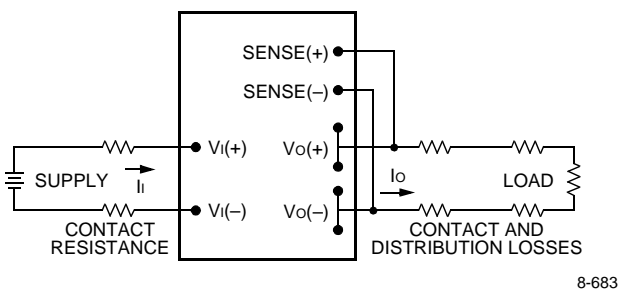 SENSE(+)
SENSE(–)
VI(+)
VO(+)
SUPPLY
II
IO
LOAD
VI(–)
VO(–)
CONTACT
RESISTANCE
CONTACT AND
DISTRIBUTION LOSSES
8-683